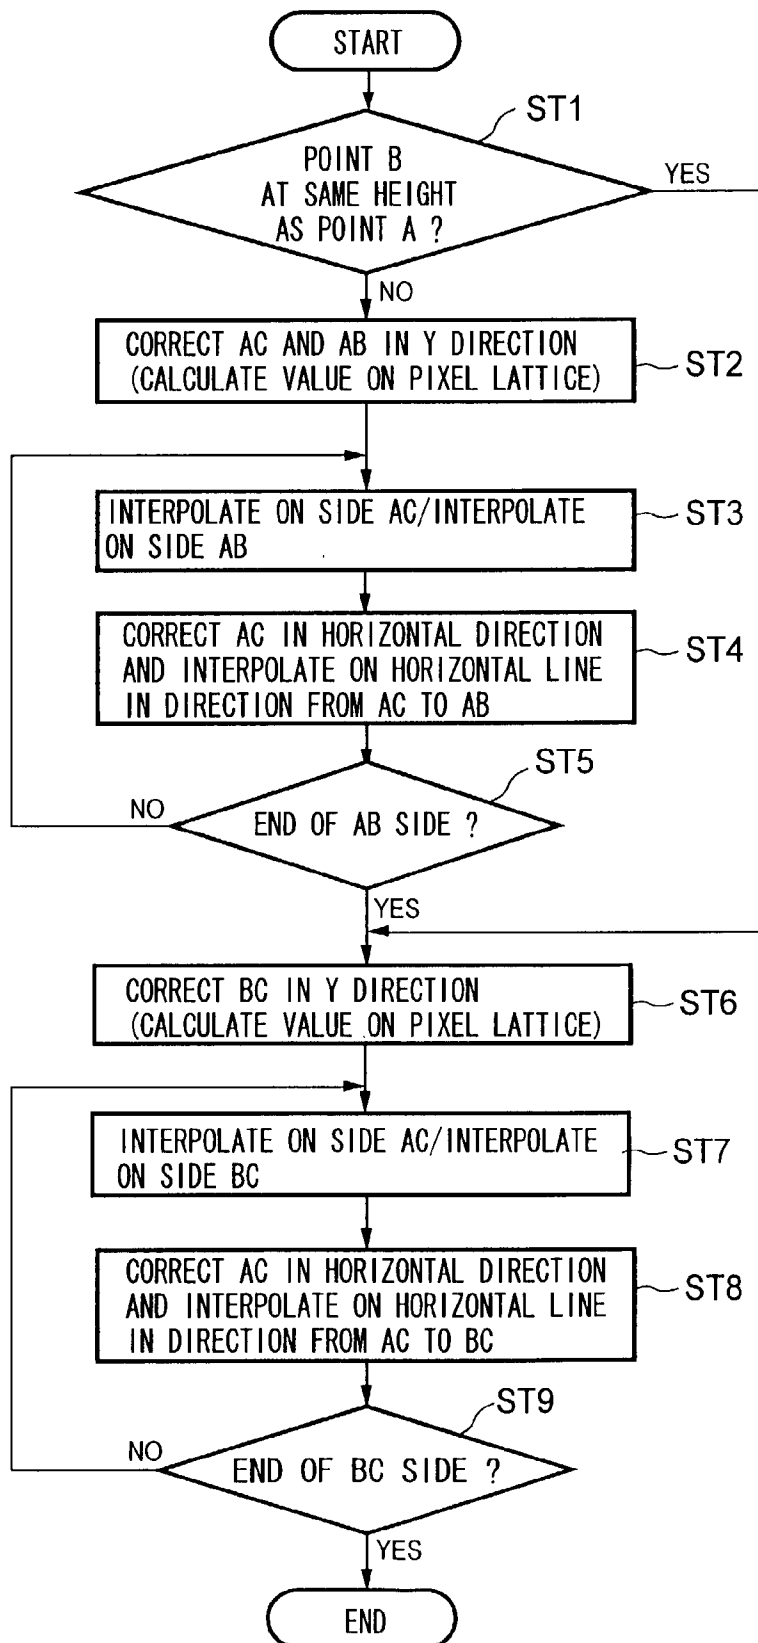 START
ST1
POINT B
AT SAME HEIGHT
AS POINT A ?
YES
NO
CORRECT AC AND AB IN Y DIRECTION
(CALCULATE VALUE ON PIXEL LATTICE)
ST2
INTERPOLATE ON SIDE AC/INTERPOLATE
ON SIDE AB
ST3
CORRECT AC IN HORIZONTAL DIRECTION
AND INTERPOLATE ON HORIZONTAL LINE
IN DIRECTION FROM AC TO AB
ST4
ST5
NO
END OF AB SIDE ?
YES
CORRECT BC IN Y DIRECTION
(CALCULATE VALUE ON PIXEL LATTICE)
ST6
INTERPOLATE ON SIDE AC/INTERPOLATE
ON SIDE BC
ST7
CORRECT AC IN HORIZONTAL DIRECTION
AND INTERPOLATE ON HORIZONTAL LINE
IN DIRECTION FROM AC TO BC
ST8
ST9
NO
END OF BC SIDE ?
YES
END